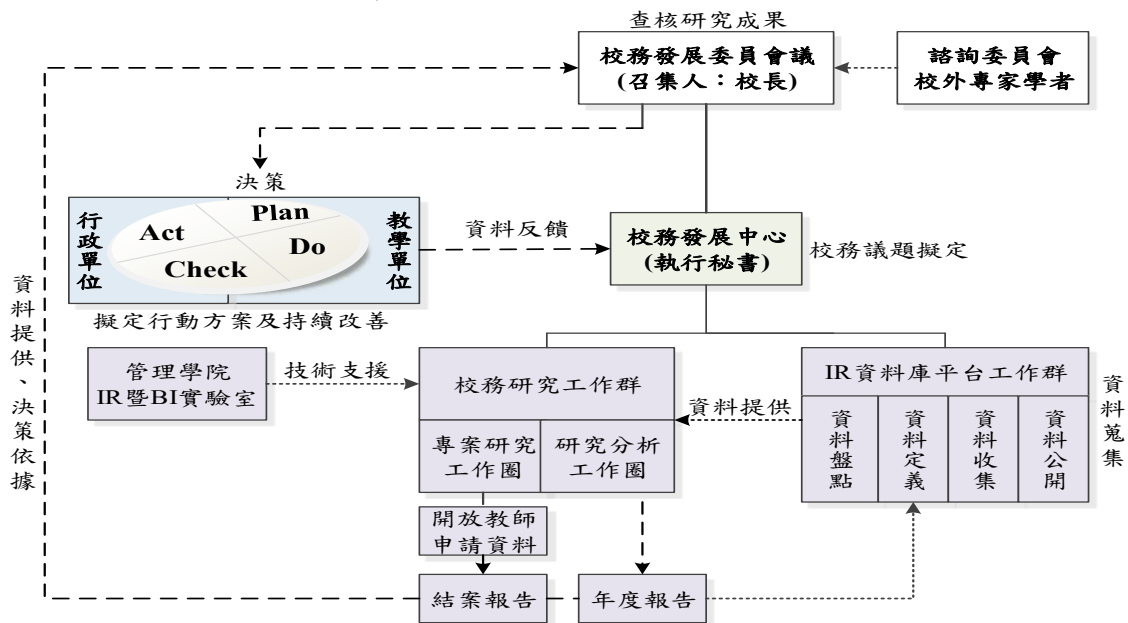 查核研究成果
校務發展委員會議
(召集人：校長)
諮詢委員會
校外專家學者
決策
行政單位
Act
Plan
Do
Check
教學單位
資料反饋
校務發展中心
(執行秘書)
校務議題擬定
擬定行動方案及持續改善
資料提供、決策依據
管理學院
IR暨BI實驗室
技術支援
校務研究工作群
專案研究
工作圈
研究分析
工作圈
資料提供
IR資料庫平台工作群
資料盤點
資料定義
資料收集
資料公開
資料蒐集
開放教師
申請資料
結案報告
年度報告